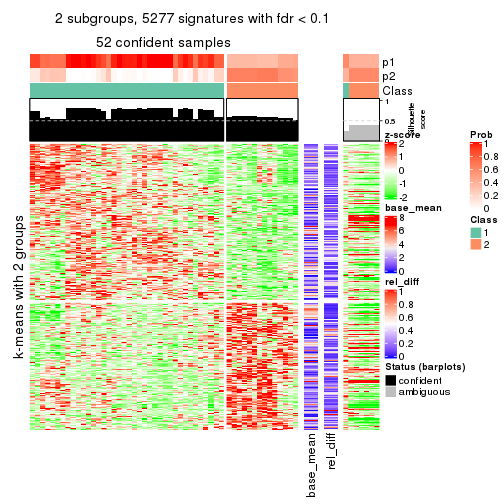 2 subgroups, 5277 signatures with fdr < 0.1
52 confident samples
p1
p2
Class
1
0.5
0
Silhouette
score
k-means with 2 groups
base_mean
rel_diff
z-score
2
1
0
-1
-2
base_mean
8
6
4
2
0
rel_diff
1
0.8
0.6
0.4
0.2
0
Status (barplots)
confident
ambiguous
Prob
1
0.8
0.6
0.4
0.2
0
Class
1
2